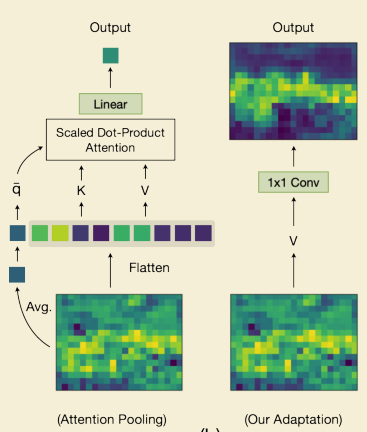 Output
Output
Linear
Scaled Dot-Product
Attention
1x1 Conv
q̄
K
V
V
Flatten
Avg.
(Attention Pooling)
(Our Adaptation)